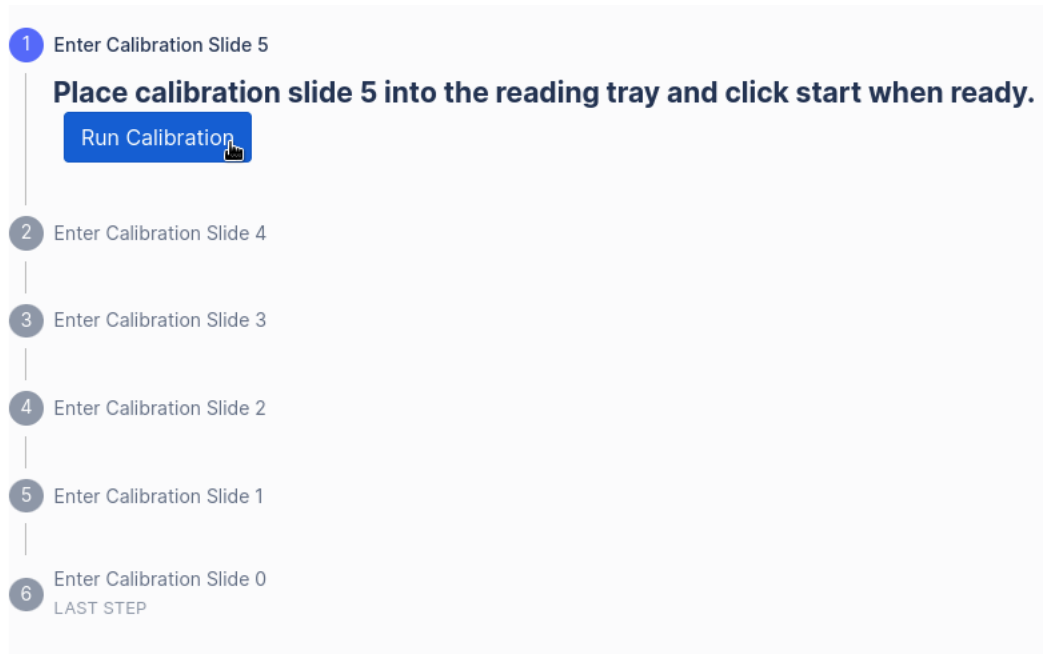 1 Enter Calibration Slide 5
Place calibration slide 5 into the reading tray and click start when ready.
Run Calibration
2 Enter Calibration Slide 4
3 Enter Calibration Slide 3
4 Enter Calibration Slide 2
5 Enter Calibration Slide 1
6 Enter Calibration Slide 0
LAST STEP